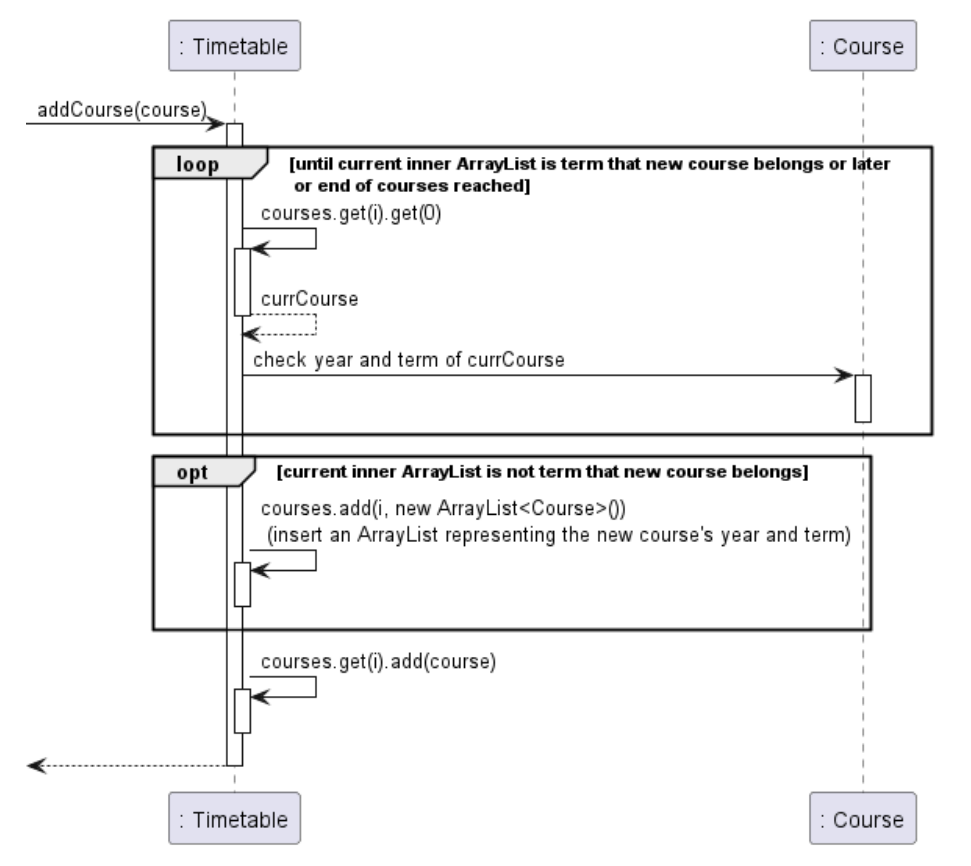 : Timetable
: Course
addCourse(course)
loop
[until current inner ArrayList is term that new course belongs or later
or end of courses reached]
courses.get(i).get(0)
currCourse
check year and term of currCourse
opt
[current inner ArrayList is not term that new course belongs]
courses.add(i, new ArrayList<Course>())
(insert an ArrayList representing the new course's year and term)
courses.get(i).add(course)
: Timetable
: Course